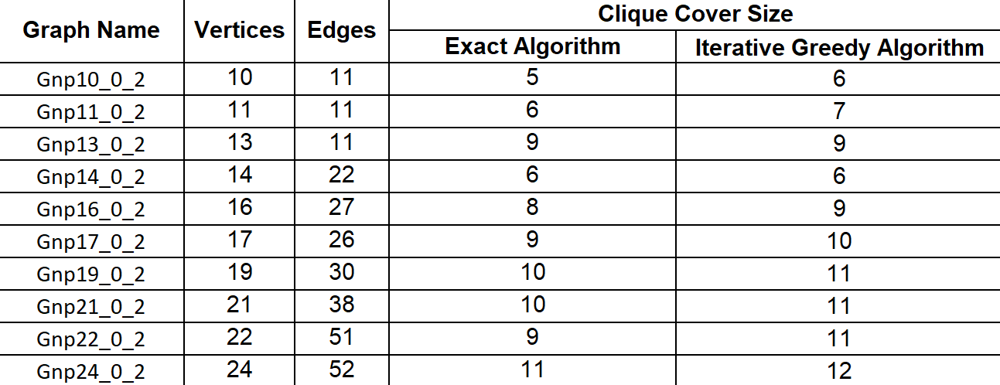 Graph Name Vertices Edges Clique Cover Size
Exact Algorithm Iterative Greedy Algorithm
Gnp10_0_2 10 11 5 6
Gnp11_0_2 11 11 6 7
Gnp13_0_2 13 11 9 9
Gnp14_0_2 14 22 6 6
Gnp16_0_2 16 27 8 9
Gnp17_0_2 17 26 9 10
Gnp19_0_2 19 30 10 11
Gnp21_0_2 21 38 10 11
Gnp22_0_2 22 51 9 11
Gnp24_0_2 24 52 11 12